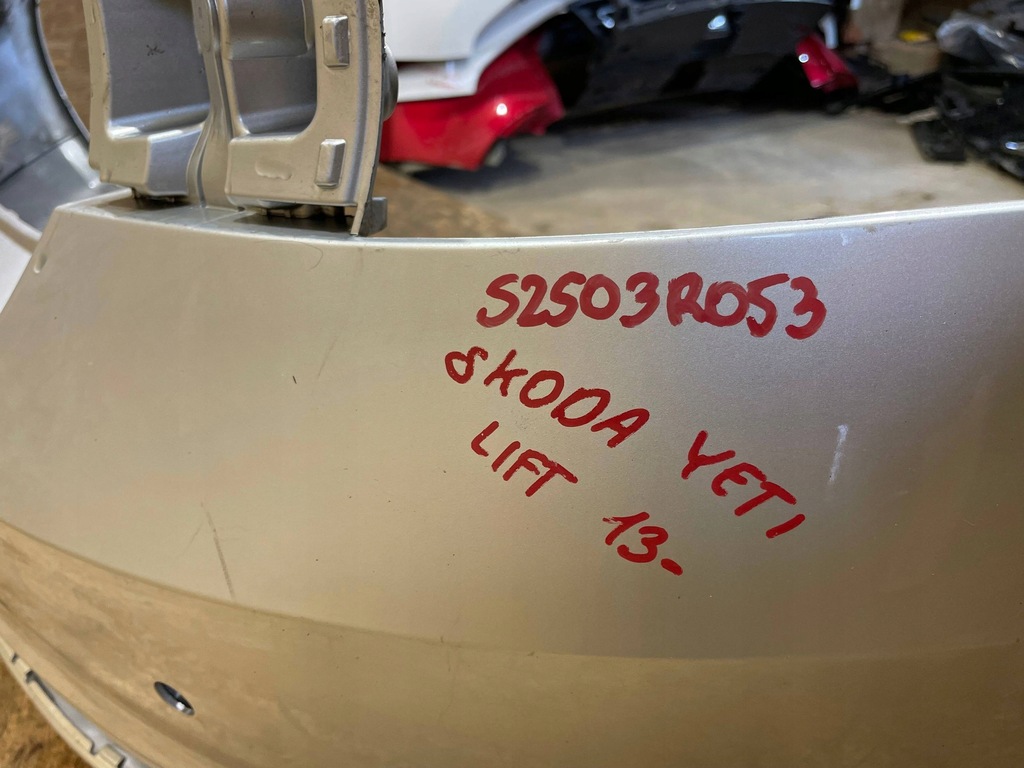 S2503R053
SKODA YETI
LIFT 13-